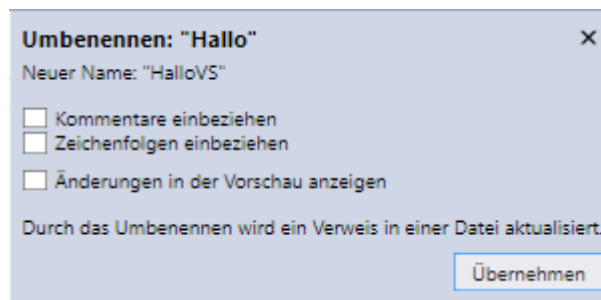 Umbenennen: "Hallo"
Neuer Name: "HalloVS"
Kommentare einbeziehen
Zeichenfolgen einbeziehen
Änderungen in der Vorschau anzeigen
Durch das Umbenennen wird ein Verweis in einer Datei aktualisiert.
Übernehmen